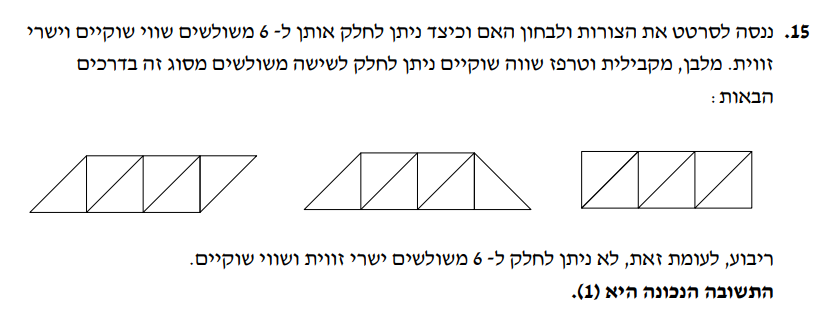 15. ננסה לסרטט את הצורות ולבחון האם וכיצד ניתן לחלק אותן ל- 6 משולשים שווי שוקיים וישרי
זווית. מלבן, מקבילית וטרפז שווה שוקיים ניתן לחלק לשישה משולשים מסוג זה בדרכים
הבאות :
ריבוע, לעומת זאת, לא ניתן לחלק ל- 6 משולשים ישרי זווית ושווי שוקיים.
התשובה הנכונה היא (1).